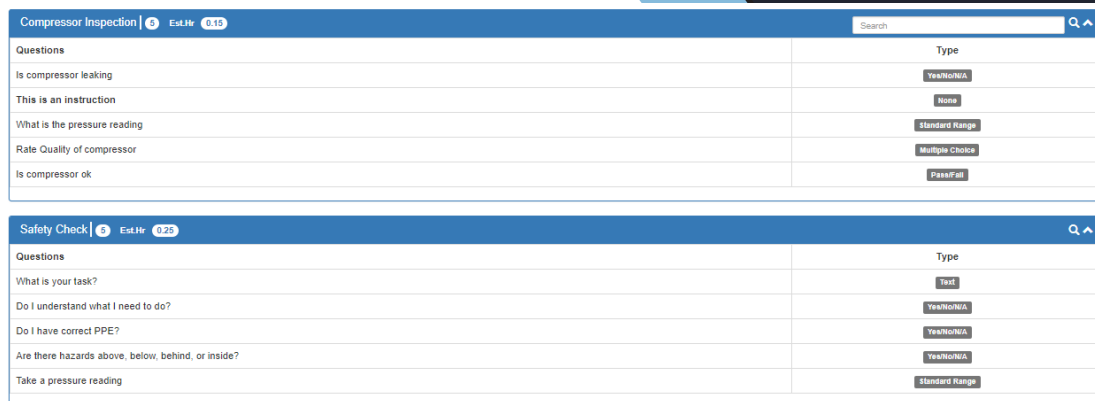 Compressor Inspection 5 Est.Hr 0.15 Search
Questions Type
Is compressor leaking Yes/No/N/A
This is an instruction None
What is the pressure reading Standard Range
Rate Quality of compressor Multiple Choice
Is compressor ok Pass/Fail
Safety Check 5 Est.Hr 0.25
Questions Type
What is your task? Text
Do I understand what I need to do? Yes/No/N/A
Do I have correct PPE? Yes/No/N/A
Are there hazards above, below, behind, or inside? Yes/No/N/A
Take a pressure reading Standard Range